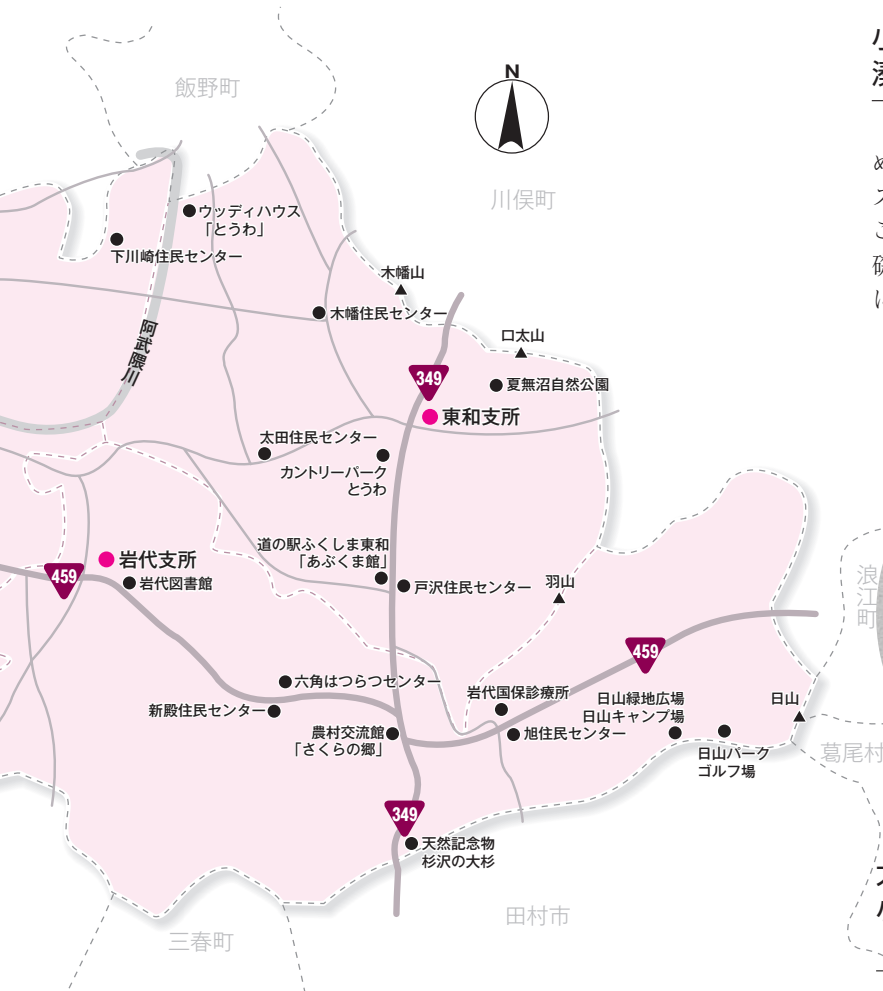 飯野町
N
川俣町
ウッディハウス
「とうわ」
下川崎住民センター
木幡山
木幡住民センター
阿武隈川
口太山
349
夏無沼自然公園
東和支所
太田住民センター
カントリーパーク
とうわ
道の駅ふくしま東和
「あぶくま館」
岩代支所
459
岩代図書館
戸沢住民センター
羽山
浪江町
459
六角はつらつセンター
岩代国保診療所
新殿住民センター
日山緑地広場
日山キャンプ場
日山
農村交流館
「さくらの郷」
旭住民センター
日山パーク
ゴルフ場
葛尾村
349
天然記念物
杉沢の大杉
田村市
三春町